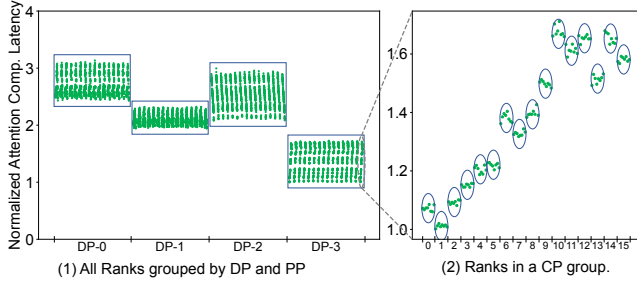 Normalized Attention Comp. Latency
4
3
2
1
0
DP-0 DP-1 DP-2 DP-3
(1) All Ranks grouped by DP and PP
1.6
1.4
1.2
1.0
0 1 2 3 4 5 6 7 8 9 10 11 12 13 14 15
(2) Ranks in a CP group.